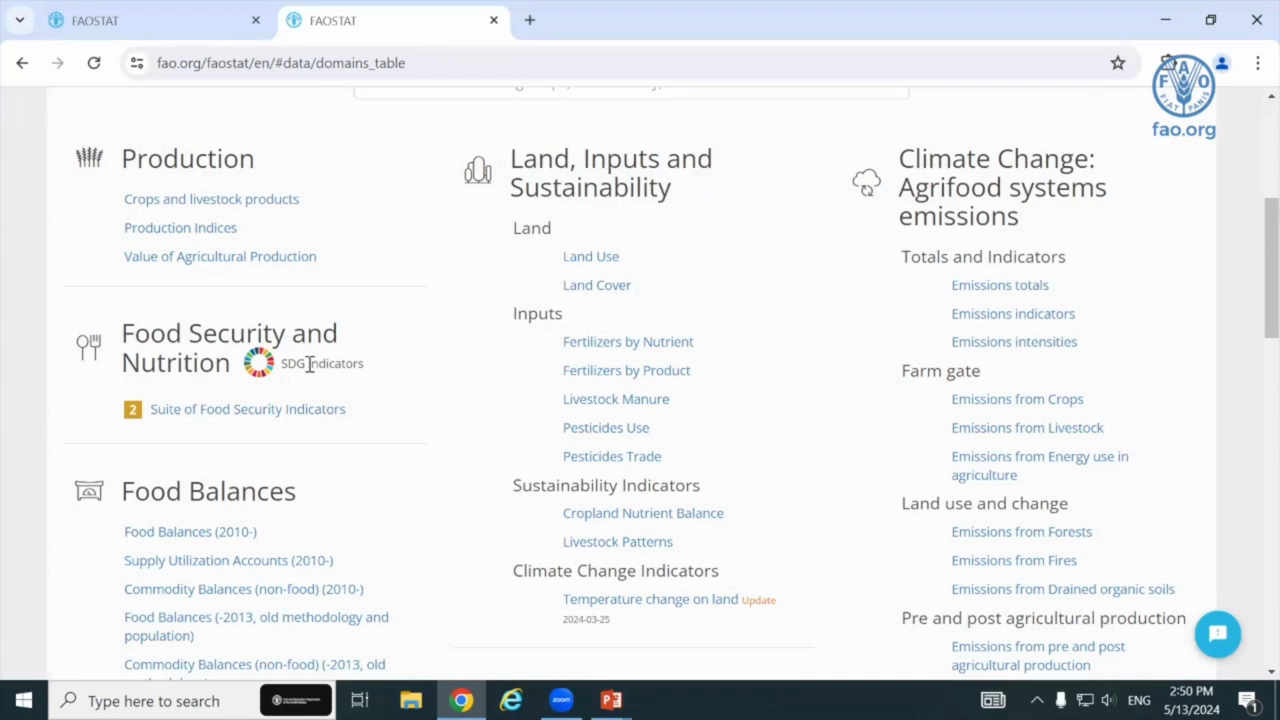 FAOSTAT
FAOSTAT
fao.org/faostat/en/#data/domains_table
FAO
FIAT PANIS
fao.org
Production
Crops and livestock products
Production Indices
Value of Agricultural Production
Food Security and
Nutrition
SDG Indicators
2 Suite of Food Security Indicators
Food Balances
Food Balances (2010-)
Supply Utilization Accounts (2010-)
Commodity Balances (non-food) (2010-)
Food Balances (-2013, old methodology and
population)
Commodity Balances (non-food) (-2013, old
Land, Inputs and
Sustainability
Land
Land Use
Land Cover
Inputs
Fertilizers by Nutrient
Fertilizers by Product
Livestock Manure
Pesticides Use
Pesticides Trade
Sustainability Indicators
Cropland Nutrient Balance
Livestock Patterns
Climate Change Indicators
Temperature change on land Update
2024-03-25
Climate Change:
Agrifood systems
emissions
Totals and Indicators
Emissions totals
Emissions indicators
Emissions intensities
Farm gate
Emissions from Crops
Emissions from Livestock
Emissions from Energy use in
agriculture
Land use and change
Emissions from Forests
Emissions from Fires
Emissions from Drained organic soils
Pre and post agricultural production
Emissions from pre and post
agricultural production
Type here to search
zoom
ENG
2:50 PM
5/13/2024
1